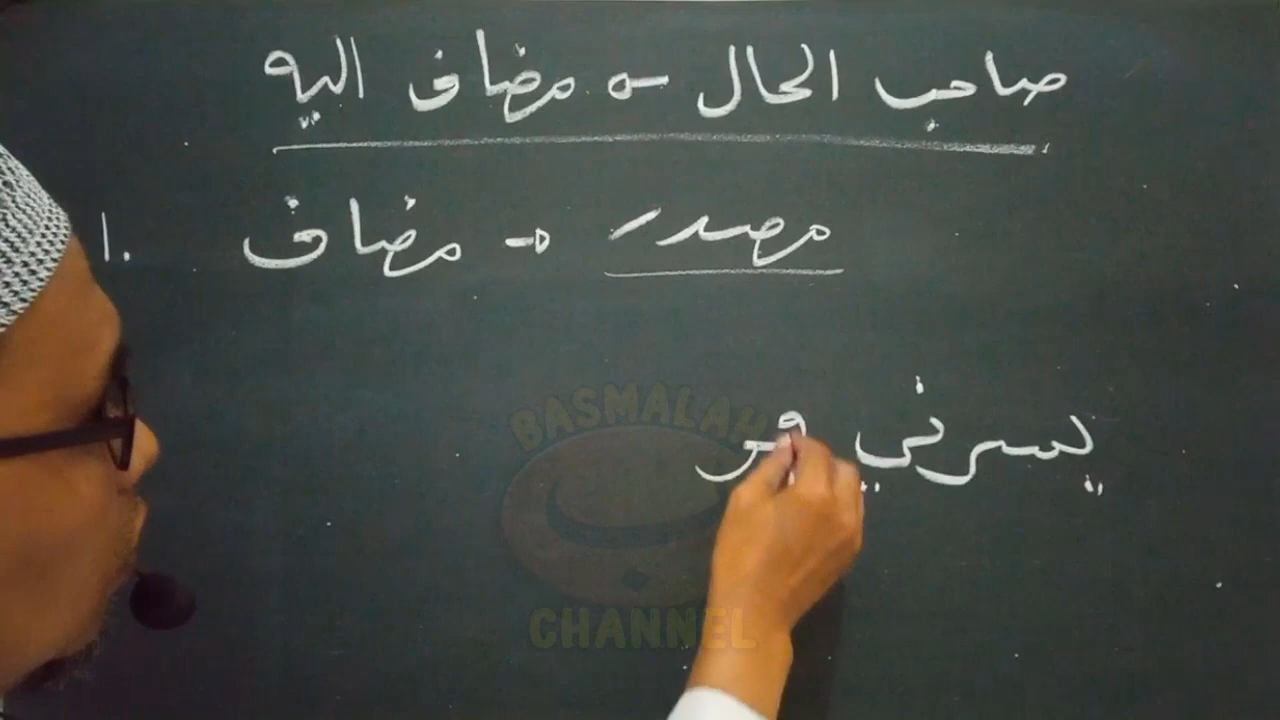 صاحب الحال → مضاف اليه
1. مصدر → مضاف
يسرني
BASMALAH
CHANNEL